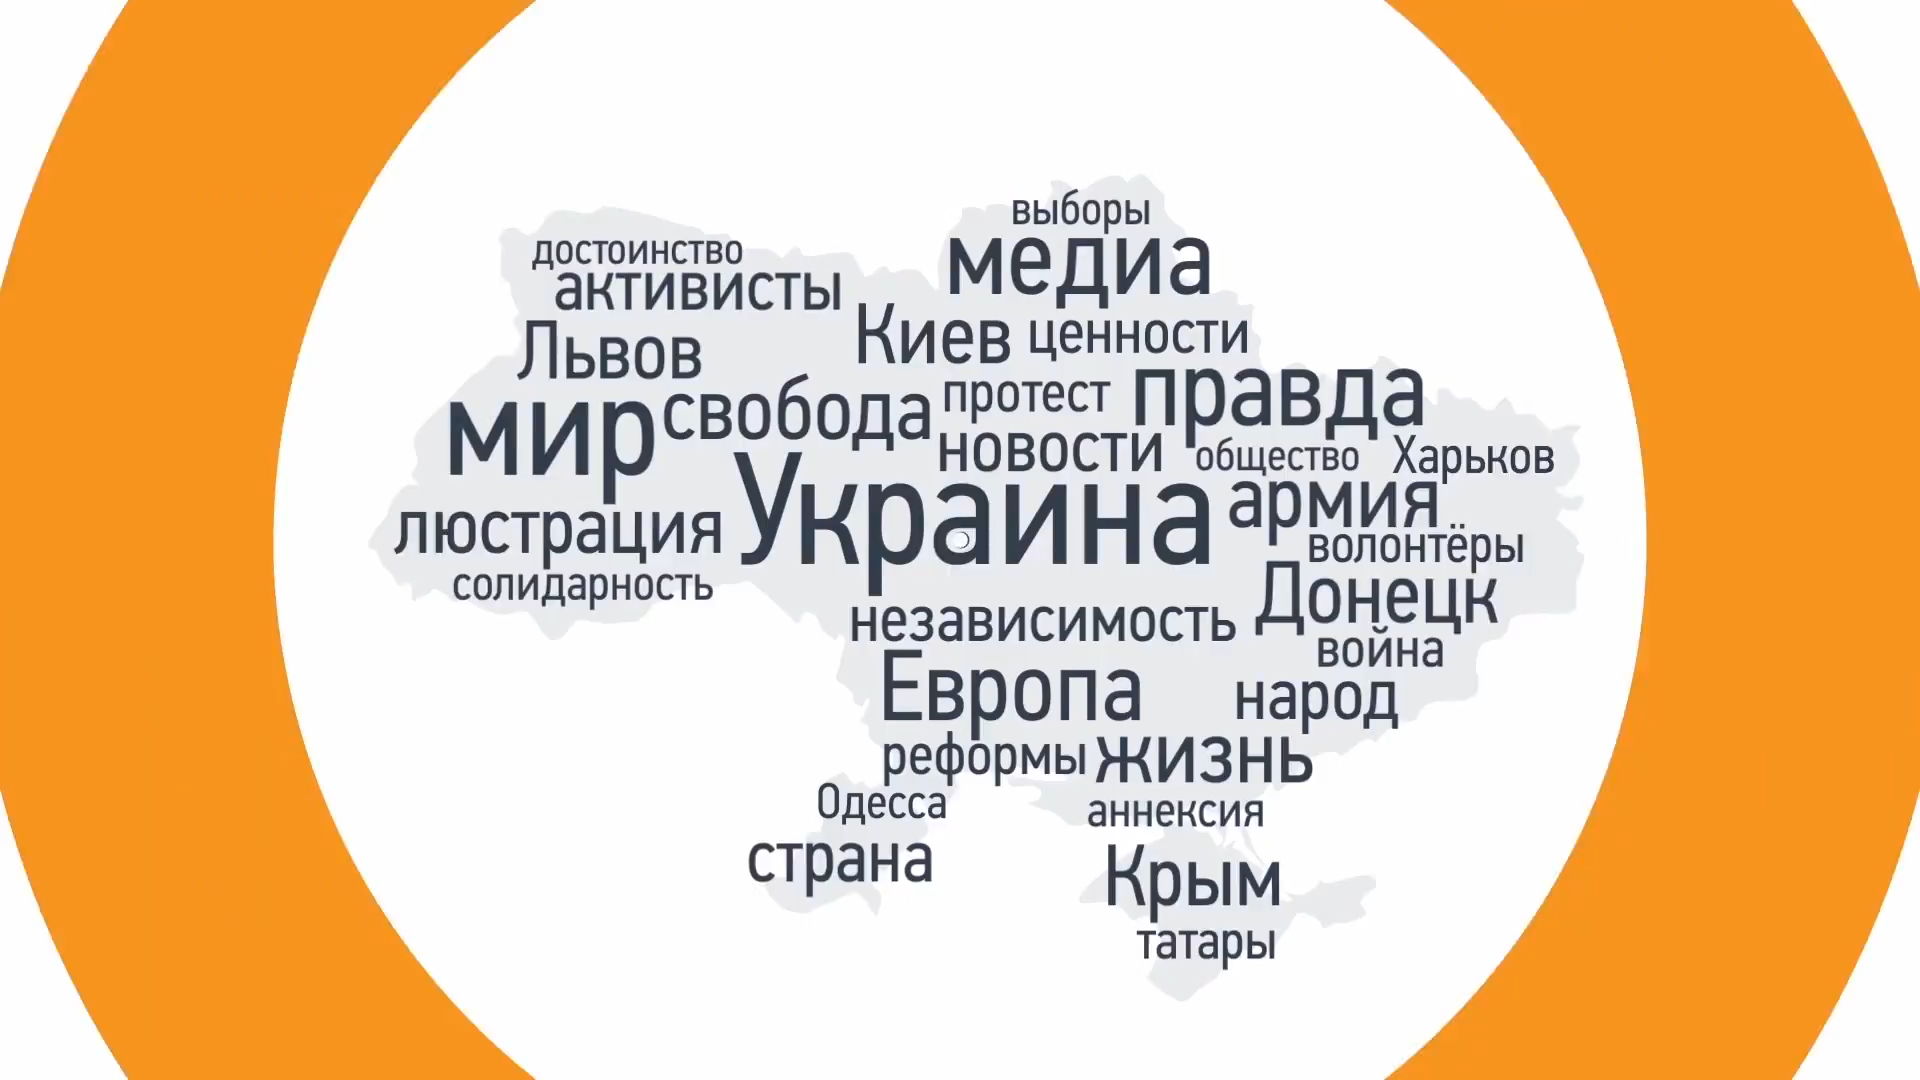 выборы
достоинство
медиа
активисты
Киев ценности
Львов
протест правда
мир свобода
новости общество Харьков
Украина армия
люстрация
волонтёры
солидарность
Донецк
независимость
война
Европа народ
реформы жизнь
Одесса аннексия
страна Крым
татары